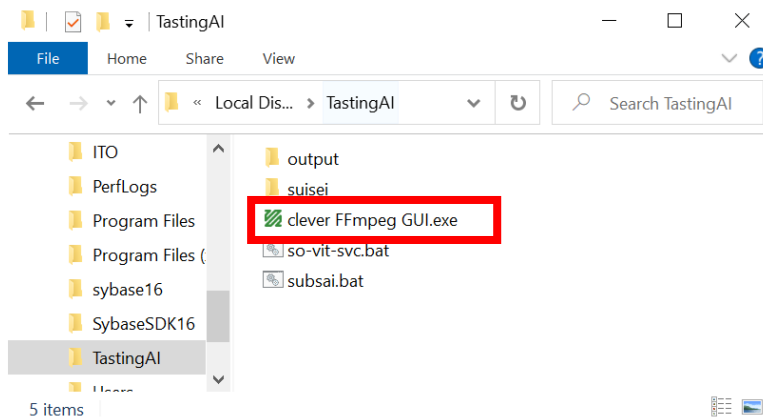 TastingAI
File Home Share View
« Local Dis... > TastingAI Search TastingAI
ITO
PerfLogs
Program Files
Program Files (
sybase16
SybaseSDK16
TastingAI
Users
output
suisei
clever FFmpeg GUI.exe
so-vit-svc.bat
subsai.bat
5 items